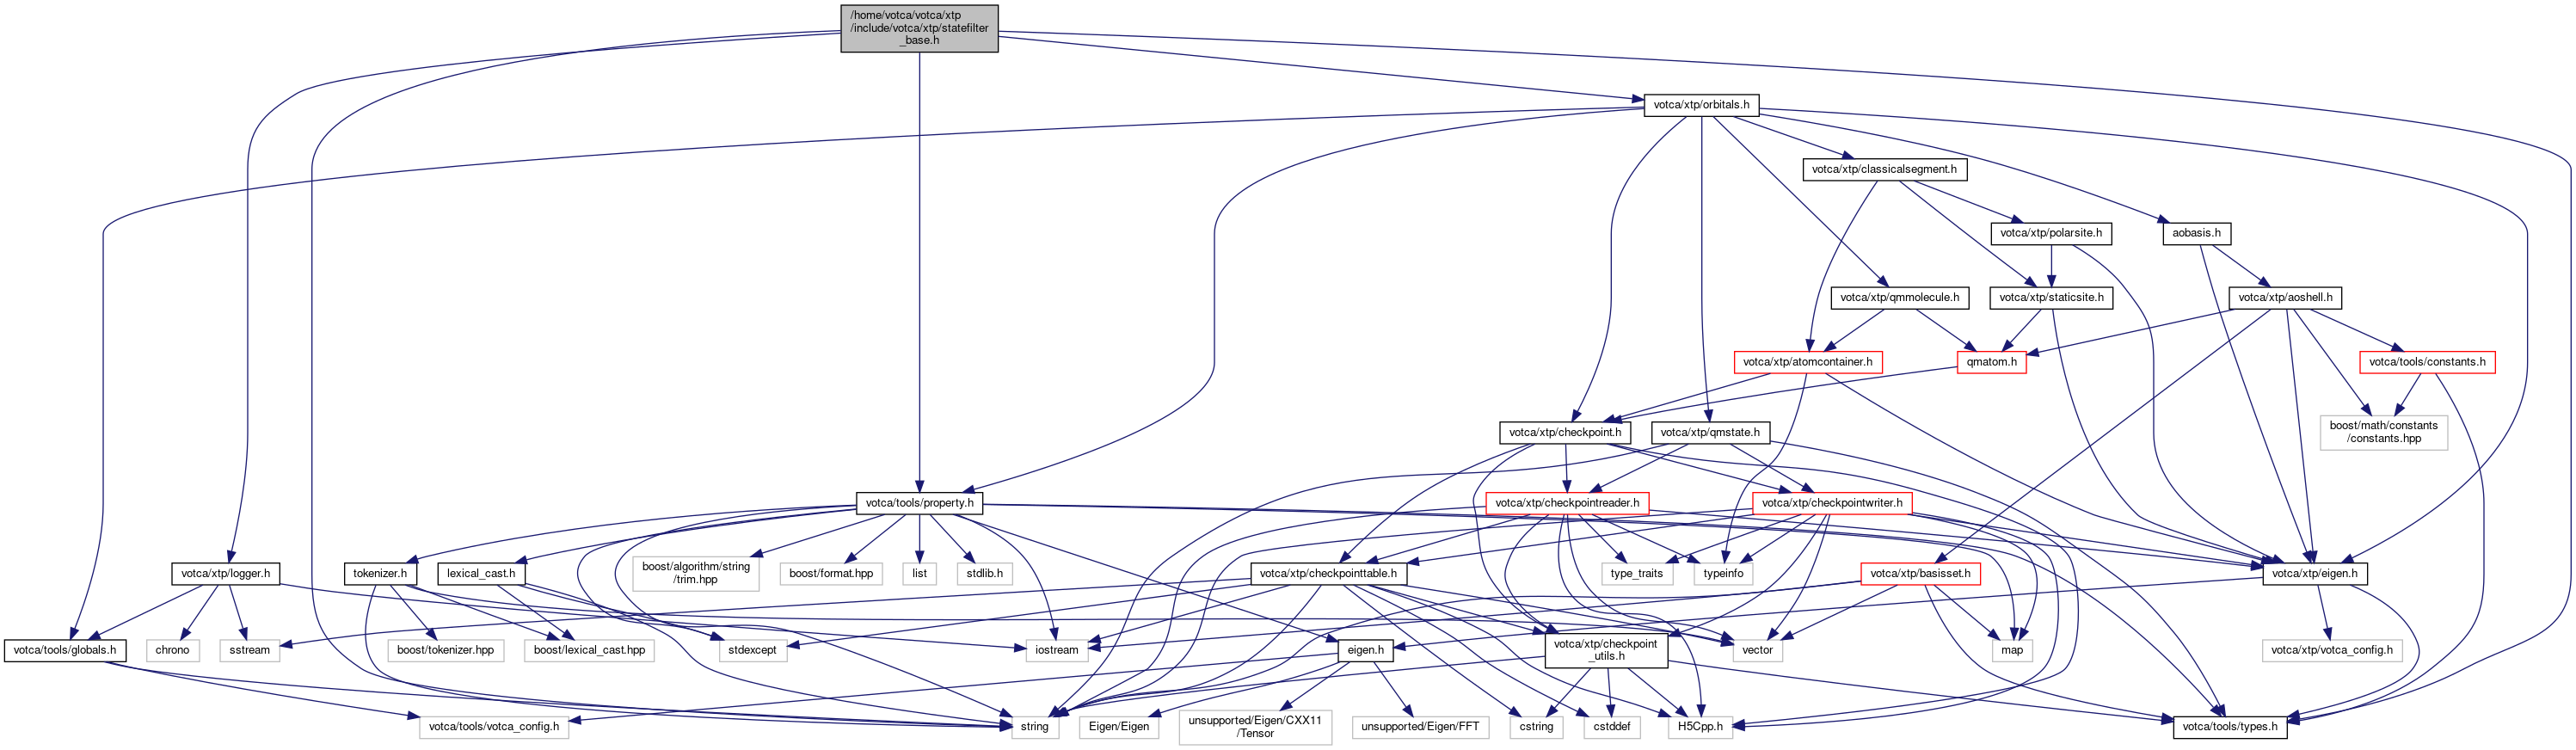 /home/votca/votca/xtp
/include/votca/xtp/statefilter
_base.h
votca/xtp/orbitals.h
votca/xtp/classicalsegment.h
votca/xtp/polarsite.h
aobasis.h
votca/xtp/qmmolecule.h
votca/xtp/staticsite.h
votca/xtp/aoshell.h
votca/xtp/atomcontainer.h
qmatom.h
votca/tools/constants.h
votca/xtp/checkpoint.h
votca/xtp/qmstate.h
boost/math/constants
/constants.hpp
votca/tools/property.h
votca/xtp/checkpointreader.h
votca/xtp/checkpointwriter.h
votca/xtp/logger.h
tokenizer.h
lexical_cast.h
boost/algorithm/string
/trim.hpp
boost/format.hpp
list
stdlib.h
votca/xtp/checkpointtable.h
type_traits
typeinfo
votca/xtp/basisset.h
votca/xtp/eigen.h
votca/tools/globals.h
chrono
sstream
boost/tokenizer.hpp
boost/lexical_cast.hpp
stdexcept
iostream
eigen.h
votca/xtp/checkpoint
_utils.h
vector
map
votca/xtp/votca_config.h
votca/tools/votca_config.h
string
Eigen/Eigen
unsupported/Eigen/CXX11
/Tensor
unsupported/Eigen/FFT
cstring
cstddef
H5Cpp.h
votca/tools/types.h